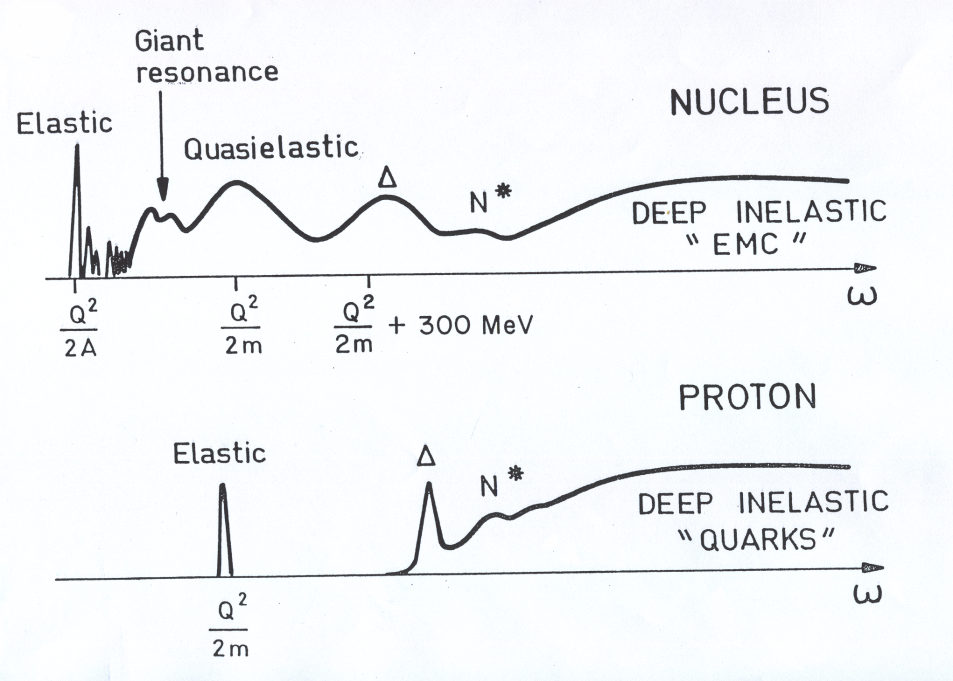 Giant
resonance
NUCLEUS
Elastic
Quasielastic
Δ
N*
DEEP INELASTIC
"EMC"
ω
Q²
2A
Q²
2m
Q²
2m + 300 MeV
PROTON
Elastic
Δ
N*
DEEP INELASTIC
"QUARKS"
ω
Q²
2m